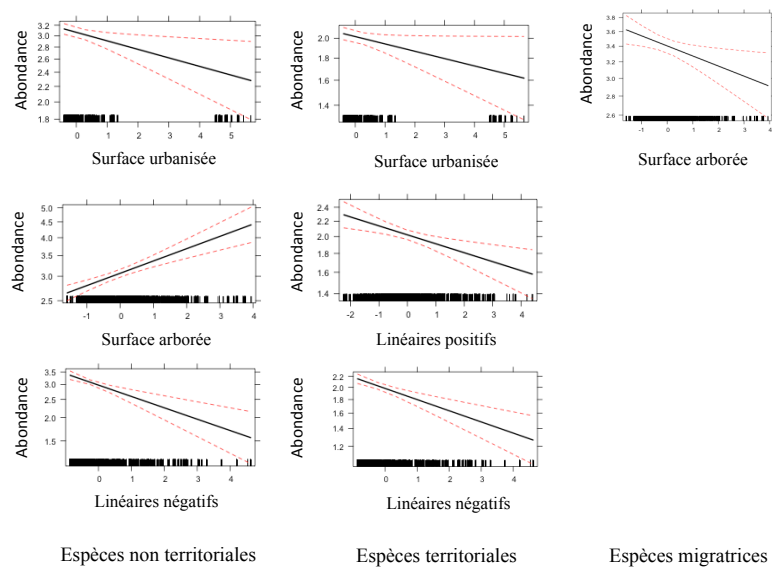 Abondance
3.2
3.0
2.8
2.6
2.4
2.2
2.0
1.8
0 1 2 3 4 5
Surface urbanisée
Abondance
2.0
1.8
1.6
1.4
0 1 2 3 4 5
Surface urbanisée
Abondance
3.8
3.6
3.4
3.2
3.0
2.8
2.6
-1 0 1 2 3 4
Surface arborée
Abondance
5.0
4.5
4.0
3.5
3.0
2.5
-1 0 1 2 3 4
Surface arborée
Abondance
2.4
2.2
2.0
1.8
1.6
1.4
-2 -1 0 1 2 3 4
Linéaires positifs
Abondance
3.5
3.0
2.5
2.0
1.5
0 1 2 3 4
Linéaires négatifs
Abondance
2.2
2.0
1.8
1.6
1.4
1.2
0 1 2 3 4
Linéaires négatifs
Espèces non territoriales
Espèces territoriales
Espèces migratrices